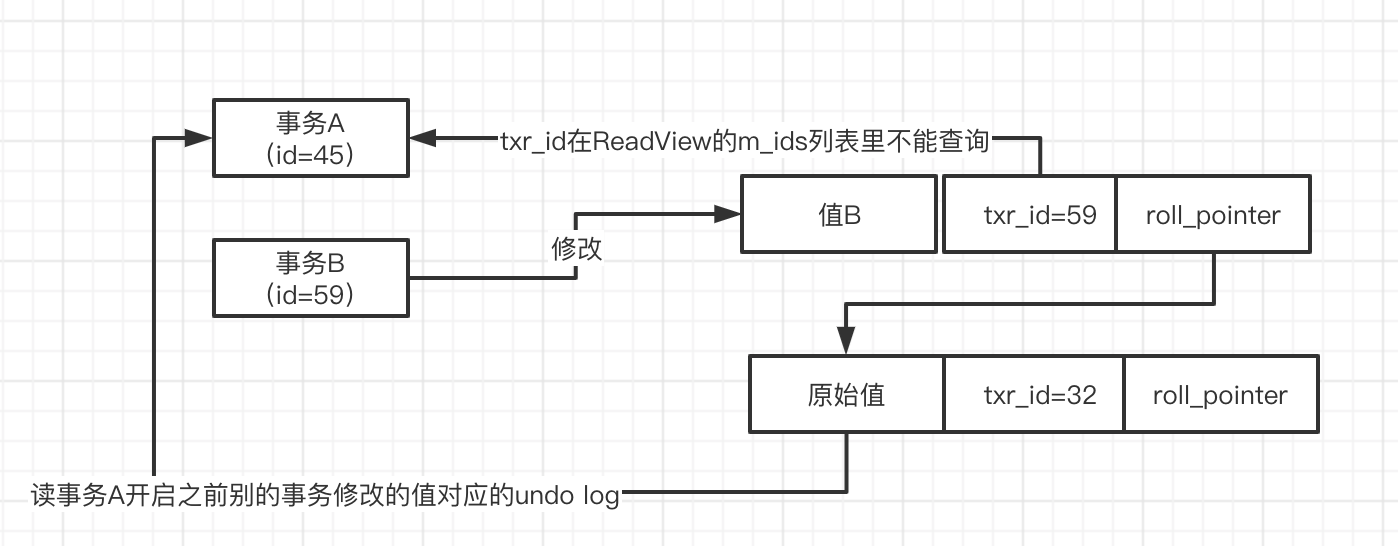 事务A
（id=45）
txr_id在ReadView的m_ids列表里不能查询
值B
txr_id=59
roll_pointer
修改
事务B
（id=59）
原始值
txr_id=32
roll_pointer
读事务A开启之前别的事务修改的值对应的undo log